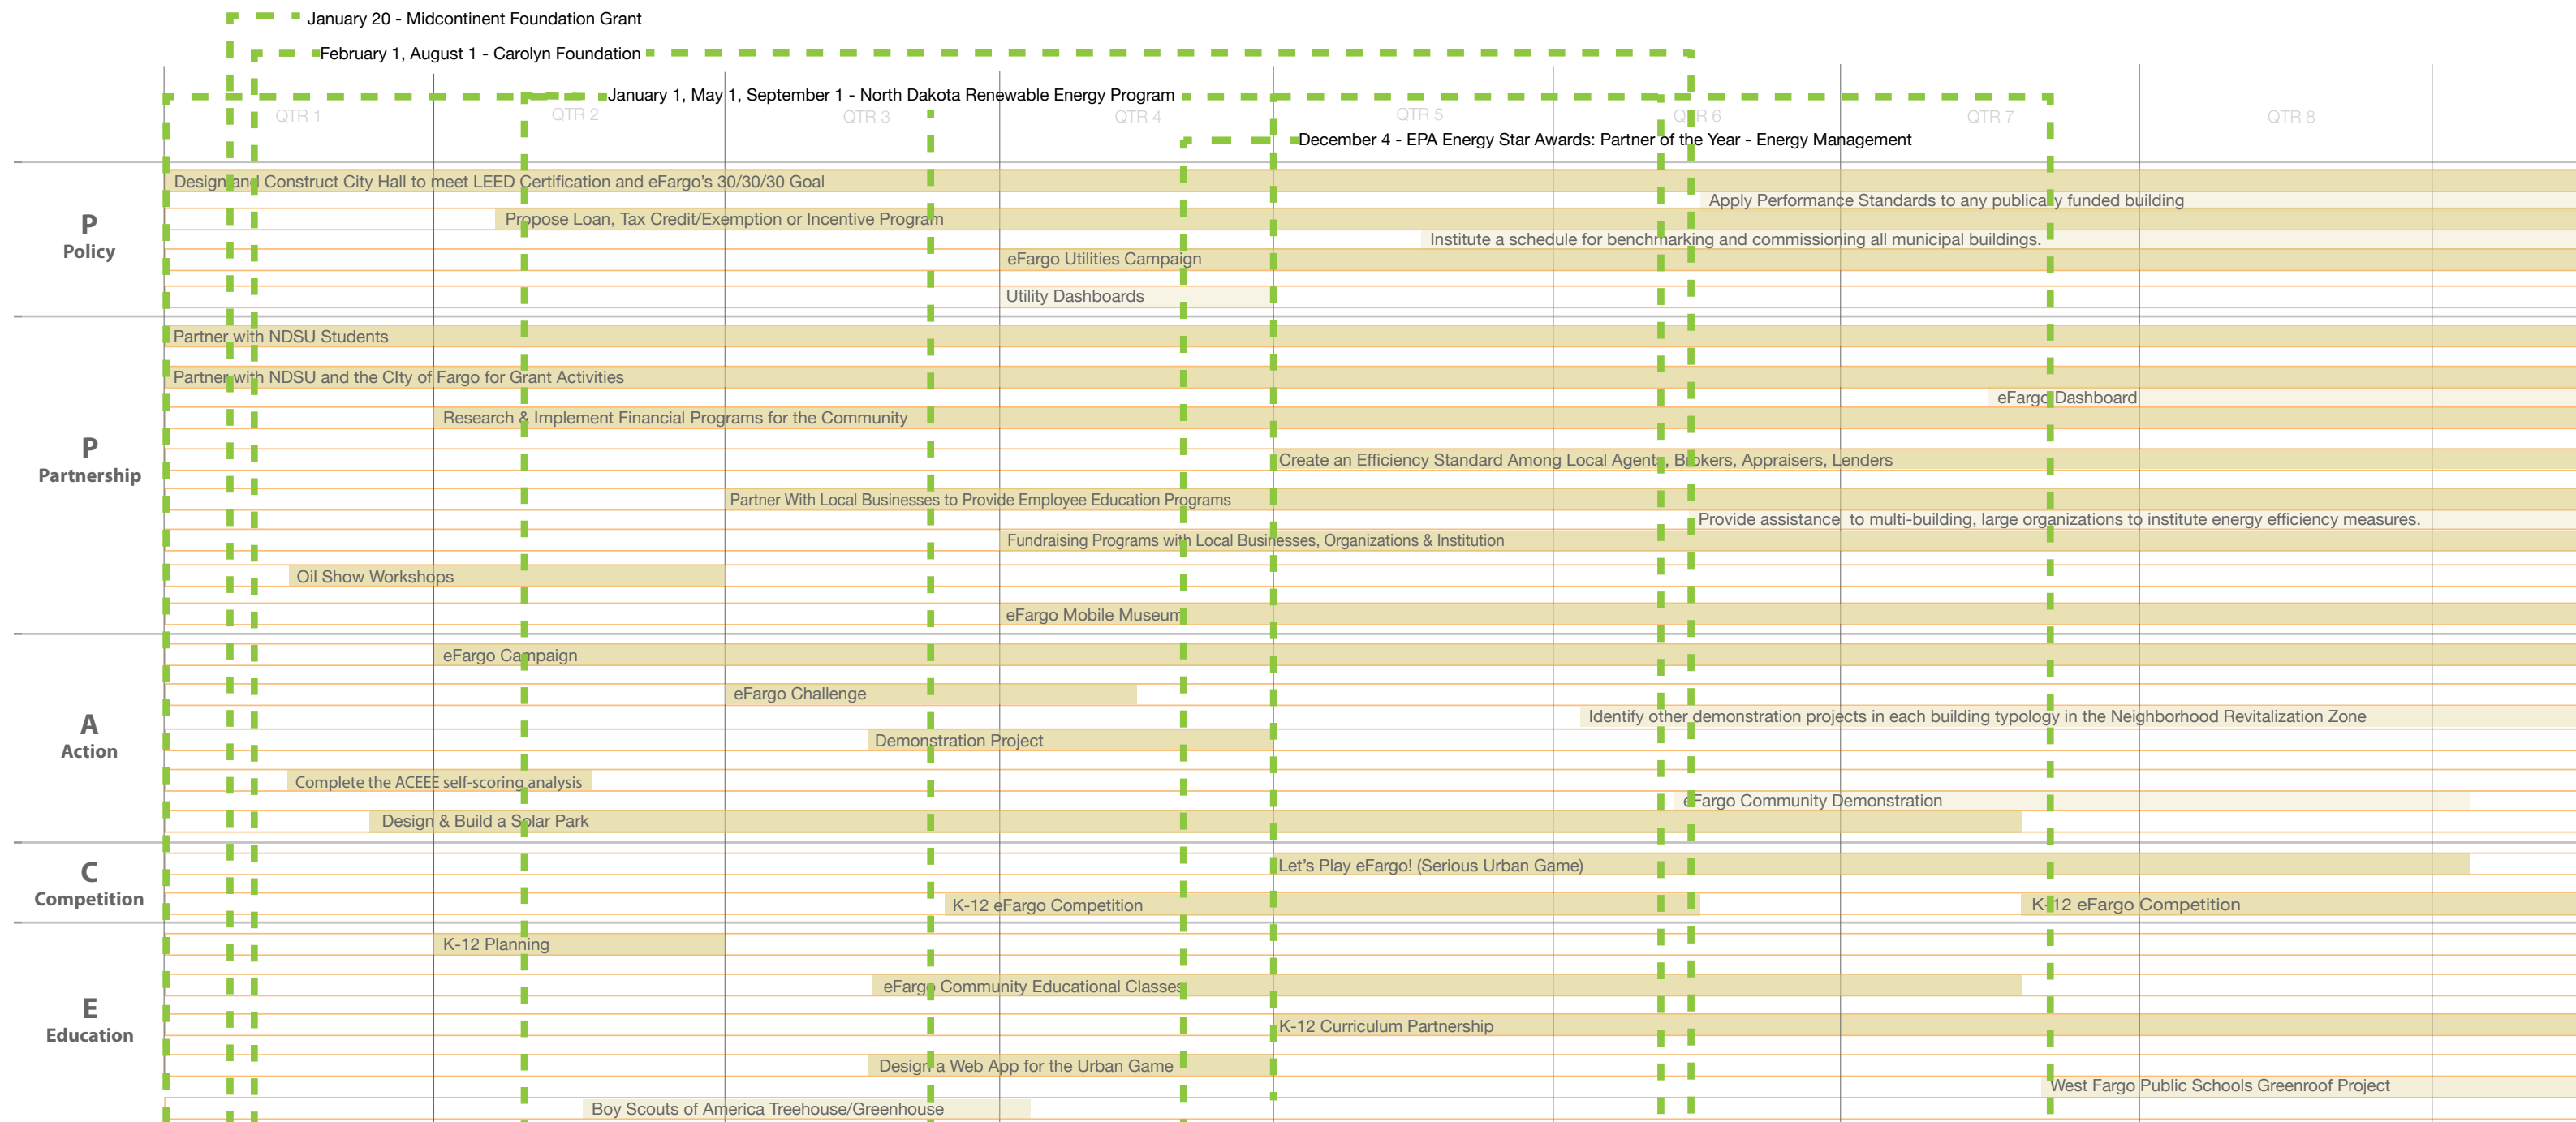 January 20 - Midcontinent Foundation Grant
February 1, August 1 - Carolyn Foundation
January 1, May 1, September 1 - North Dakota Renewable Energy Program
QTR 1
QTR 2
QTR 3
QTR 4
QTR 5
QTR 6
QTR 7
QTR 8
December 4 - EPA Energy Star Awards: Partner of the Year - Energy Management
P
Policy
Design and Construct City Hall to meet LEED Certification and eFargo’s 30/30/30 Goal
Apply Performance Standards to any publicaly funded building
Propose Loan, Tax Credit/Exemption or Incentive Program
Institute a schedule for benchmarking and commissioning all municipal buildings.
eFargo Utilities Campaign
Utility Dashboards
P
Partnership
Partner with NDSU Students
Partner with NDSU and the CIty of Fargo for Grant Activities
eFargo Dashboard
Research & Implement Financial Programs for the Community
Create an Efficiency Standard Among Local Agents, Brokers, Appraisers, Lenders
Partner With Local Businesses to Provide Employee Education Programs
Provide assistance to multi-building, large organizations to institute energy efficiency measures.
Fundraising Programs with Local Businesses, Organizations & Institution
Oil Show Workshops
eFargo Mobile Museum
A
Action
eFargo Campaign
eFargo Challenge
Identify other demonstration projects in each building typology in the Neighborhood Revitalization Zone
Demonstration Project
Complete the ACEEE self-scoring analysis
eFargo Community Demonstration
Design & Build a Solar Park
C
Competition
Let’s Play eFargo! (Serious Urban Game)
K-12 eFargo Competition
K-12 eFargo Competition
E
Education
K-12 Planning
eFargo Community Educational Classes
K-12 Curriculum Partnership
Design a Web App for the Urban Game
West Fargo Public Schools Greenroof Project
Boy Scouts of America Treehouse/Greenhouse